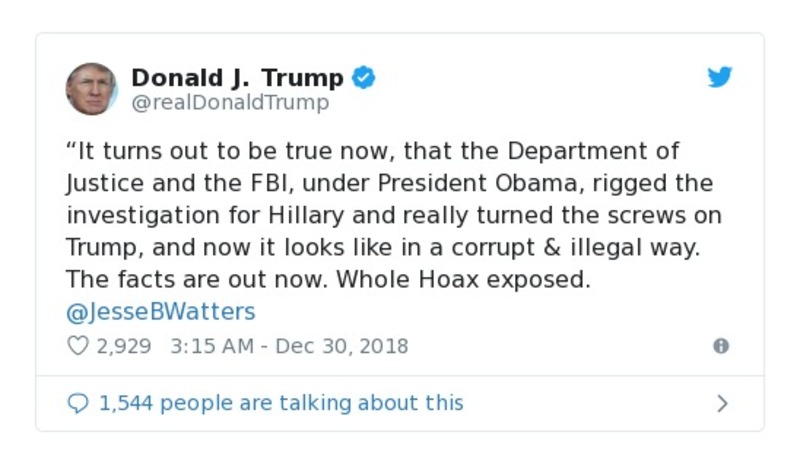 Donald J. Trump
@realDonaldTrump
“It turns out to be true now, that the Department of
Justice and the FBI, under President Obama, rigged the
investigation for Hillary and really turned the screws on
Trump, and now it looks like in a corrupt & illegal way.
The facts are out now. Whole Hoax exposed.
@JesseBWatters
2,929 3:15 AM - Dec 30, 2018
1,544 people are talking about this